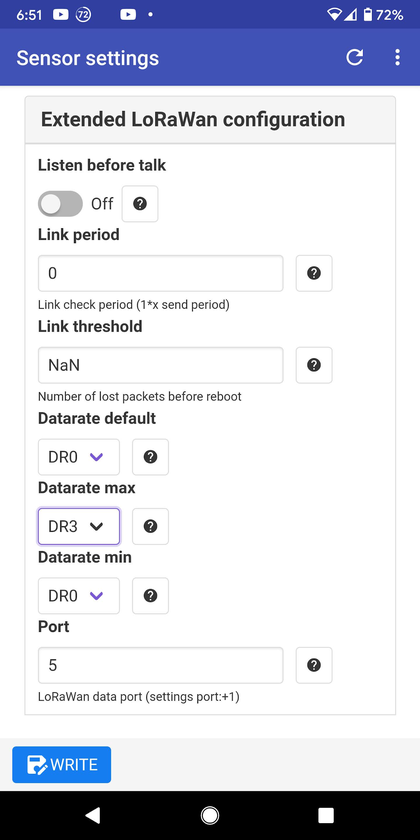 6:51 72 72%
Sensor settings
Extended LoRaWan configuration
Listen before talk
Off ?
Link period
0 ?
Link check period (1*x send period)
Link threshold
NaN ?
Number of lost packets before reboot
Datarate default
DR0 ?
Datarate max
DR3 ?
Datarate min
DR0 ?
Port
5 ?
LoRaWan data port (settings port:+1)
WRITE